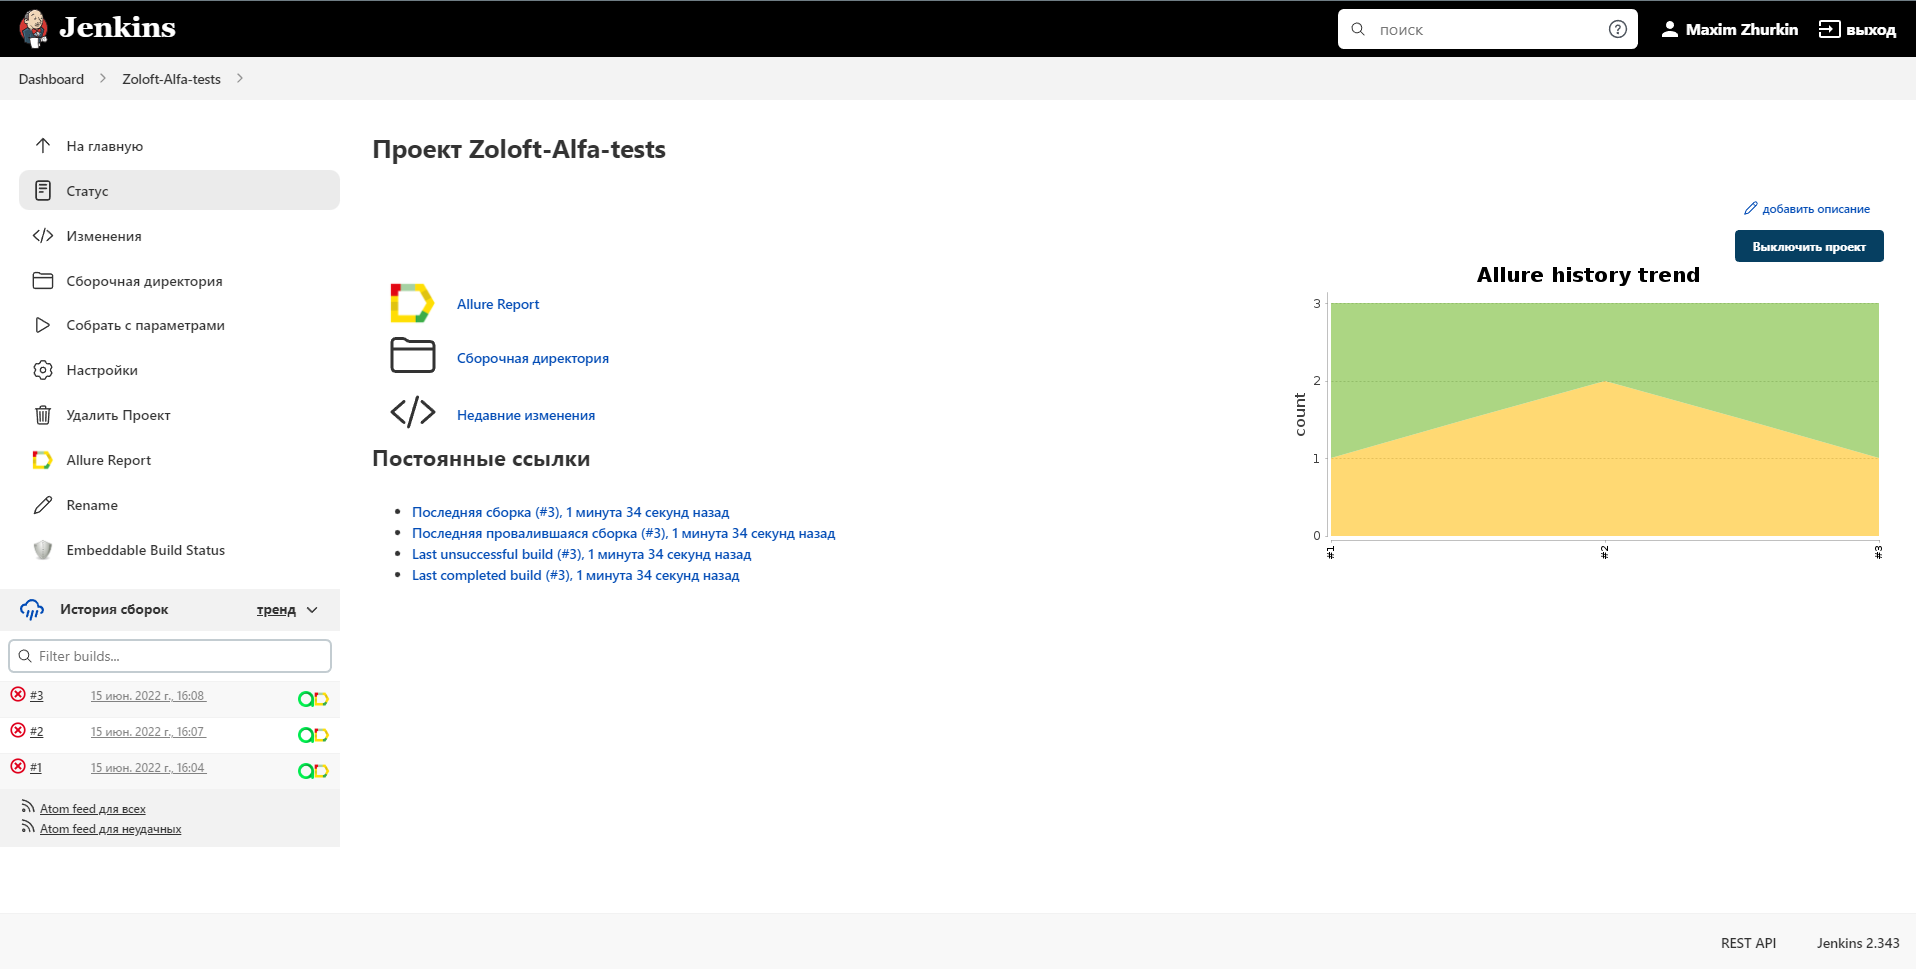 Jenkins
поиск
Maxim Zhurkin
выход
Dashboard
Zoloft-Alfa-tests
На главную
Статус
Изменения
Сборочная директория
Собрать с параметрами
Настройки
Удалить Проект
Allure Report
Rename
Embeddable Build Status
История сборок
тренд
Filter builds...
#3 15 июн. 2022 г., 16:08
#2 15 июн. 2022 г., 16:07
#1 15 июн. 2022 г., 16:04
Atom feed для всех
Atom feed для неудачных
Проект Zoloft-Alfa-tests
добавить описание
Выключить проект
Allure Report
Сборочная директория
Недавние изменения
Постоянные ссылки
Последняя сборка (#3), 1 минута 34 секунд назад
Последняя провалившаяся сборка (#3), 1 минута 34 секунд назад
Last unsuccessful build (#3), 1 минута 34 секунд назад
Last completed build (#3), 1 минута 34 секунд назад
Allure history trend
count
3
2
1
0
#1
#2
#3
REST API
Jenkins 2.343